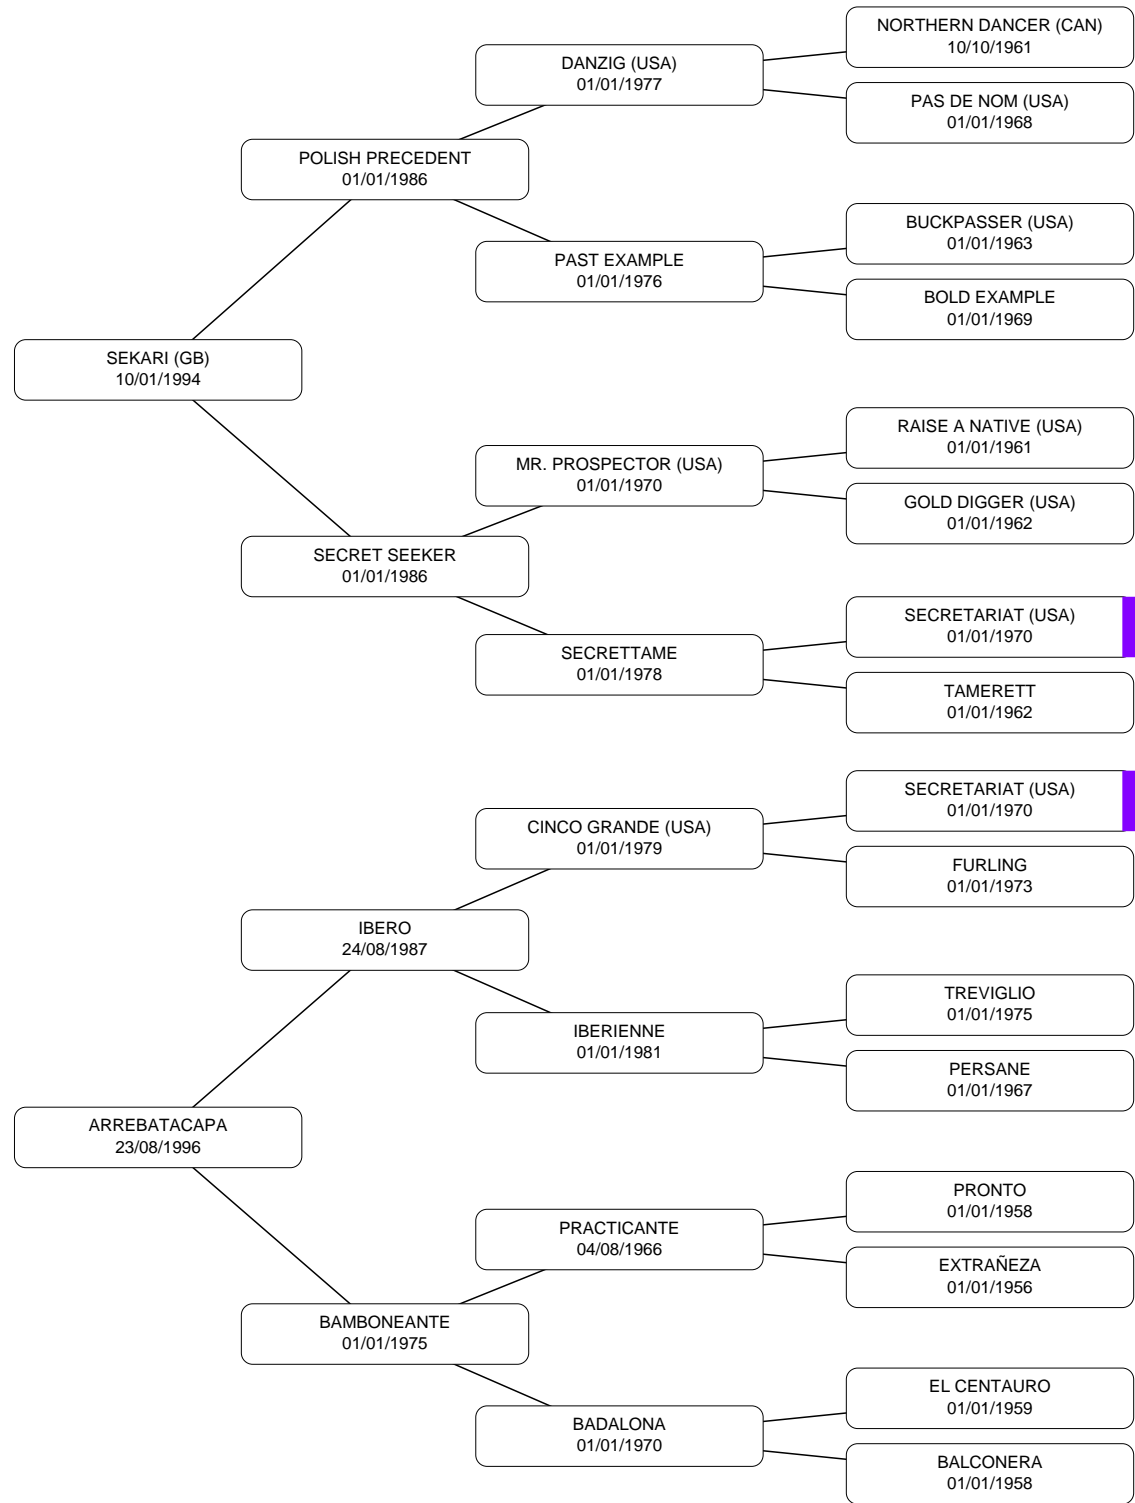 NORTHERN DANCER (CAN)
10/10/1961
DANZIG (USA)
01/01/1977
PAS DE NOM (USA)
01/01/1968
POLISH PRECEDENT
01/01/1986
BUCKPASSER (USA)
01/01/1963
PAST EXAMPLE
01/01/1976
BOLD EXAMPLE
01/01/1969
SEKARI (GB)
10/01/1994
RAISE A NATIVE (USA)
01/01/1961
MR. PROSPECTOR (USA)
01/01/1970
GOLD DIGGER (USA)
01/01/1962
SECRET SEEKER
01/01/1986
SECRETARIAT (USA)
01/01/1970
SECRETTAME
01/01/1978
TAMERETT
01/01/1962
SECRETARIAT (USA)
01/01/1970
CINCO GRANDE (USA)
01/01/1979
FURLING
01/01/1973
IBERO
24/08/1987
TREVIGLIO
01/01/1975
IBERIENNE
01/01/1981
PERSANE
01/01/1967
ARREBATACAPA
23/08/1996
PRONTO
01/01/1958
PRACTICANTE
04/08/1966
EXTRAÑEZA
01/01/1956
BAMBONEANTE
01/01/1975
EL CENTAURO
01/01/1959
BADALONA
01/01/1970
BALCONERA
01/01/1958